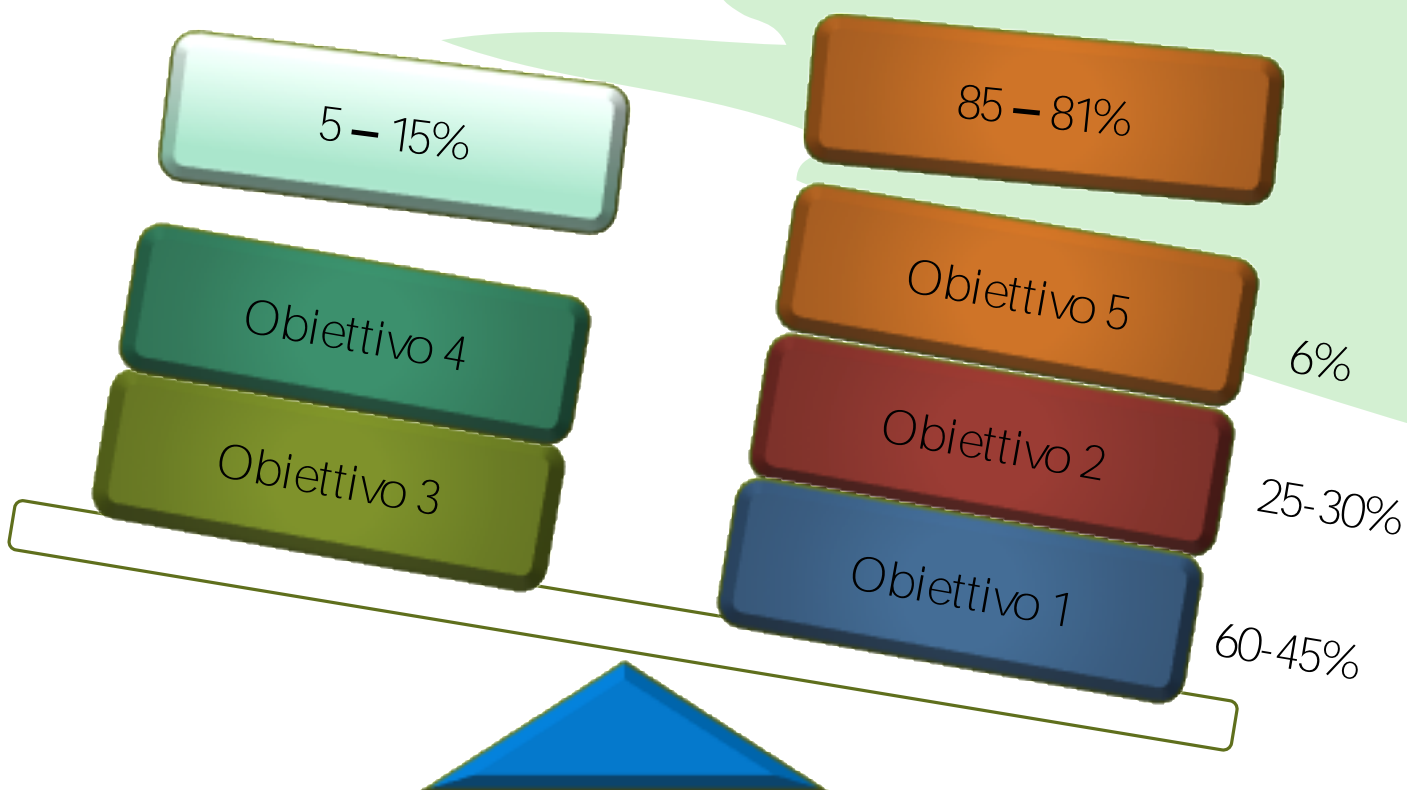 5 – 15%
Obiettivo 4
Obiettivo 3
85 – 81%
Obiettivo 5
6%
Obiettivo 2
25-30%
Obiettivo 1
60-45%